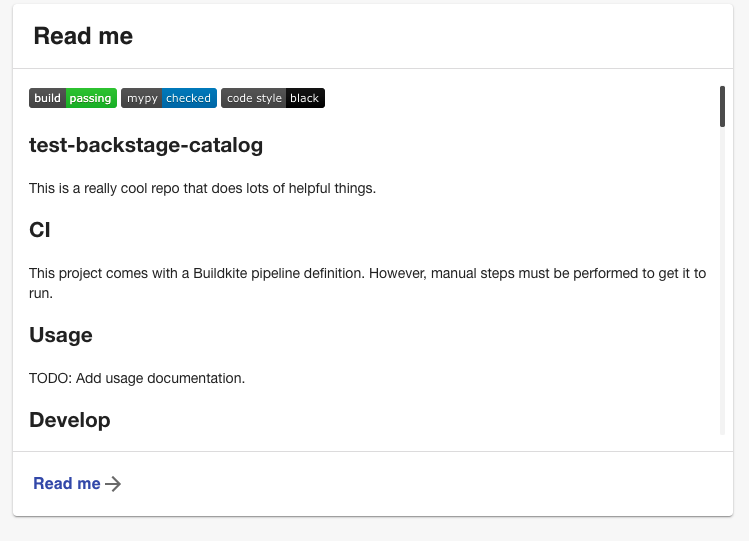 Read me
build passing mypy checked code style black
test-backstage-catalog
This is a really cool repo that does lots of helpful things.
CI
This project comes with a Buildkite pipeline definition. However, manual steps must be performed to get it to
run.
Usage
TODO: Add usage documentation.
Develop
Read me